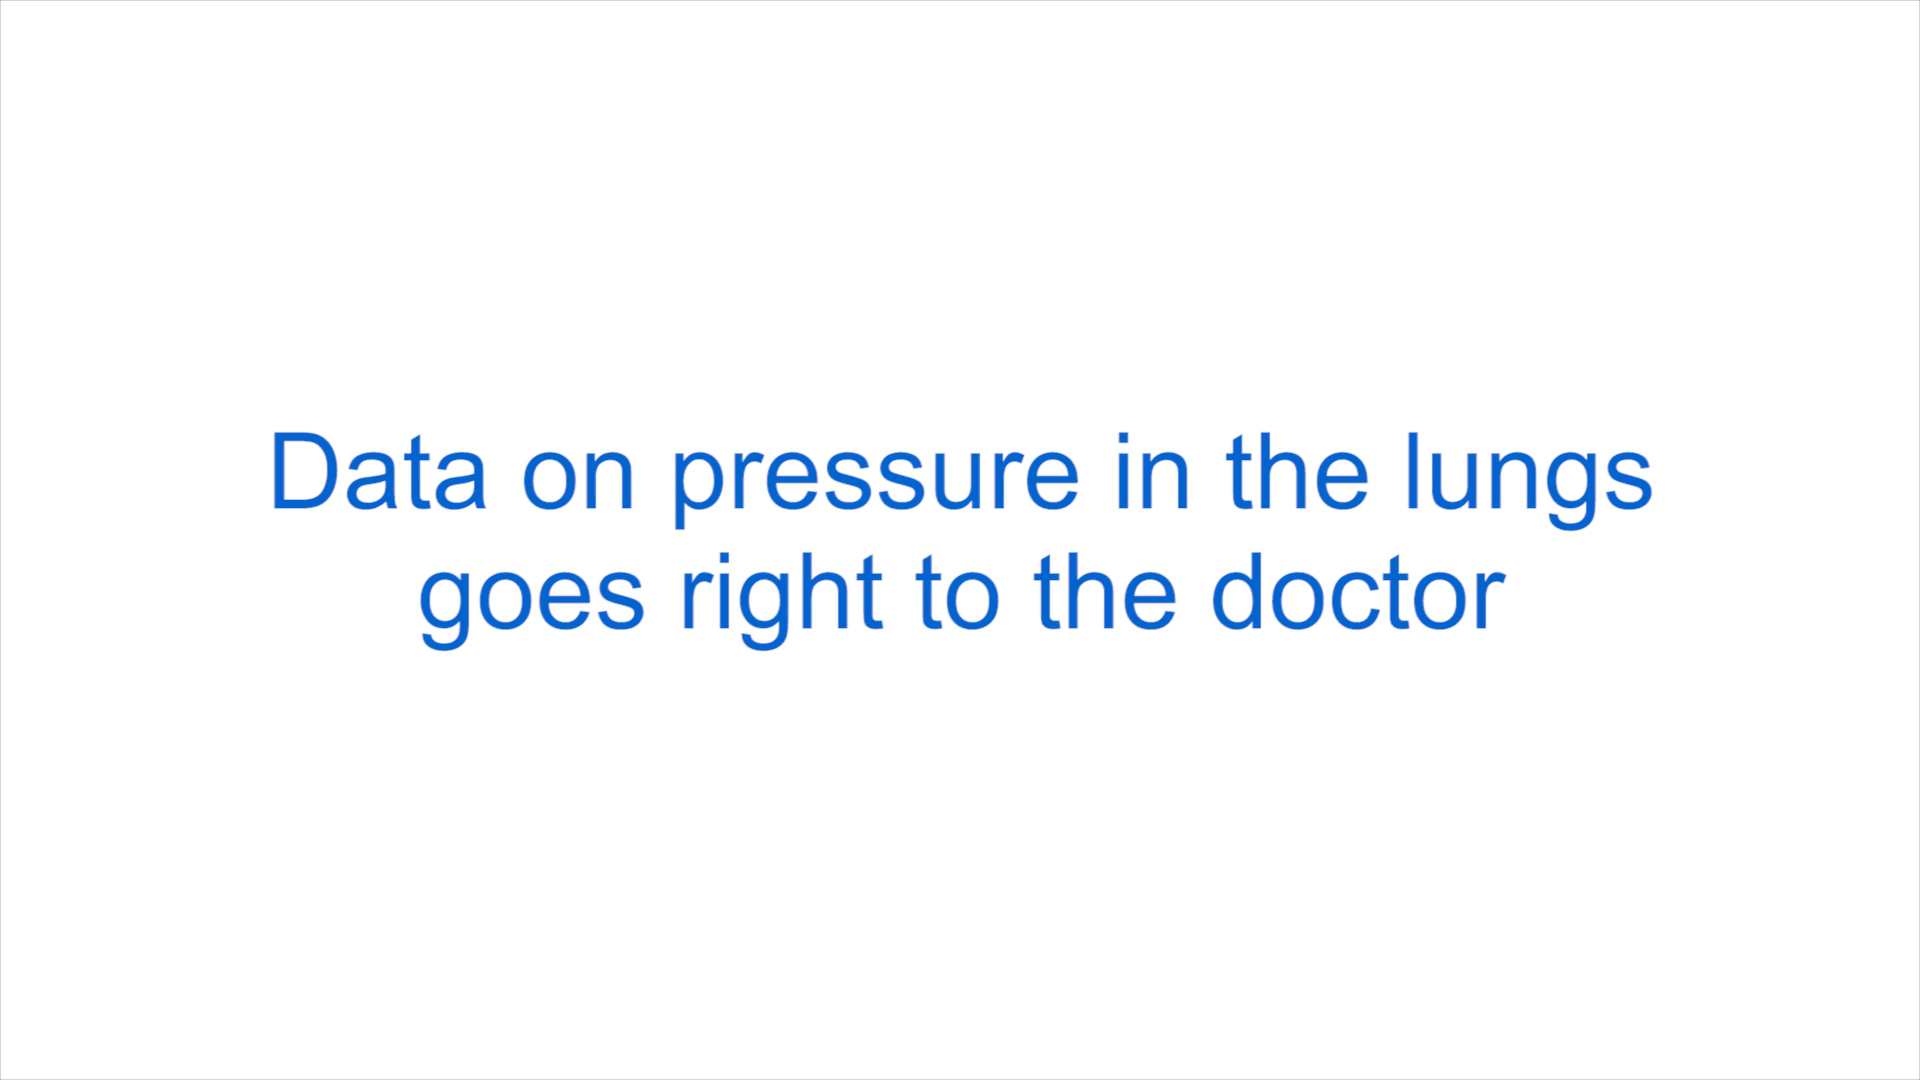 Data on pressure in the lungs
goes right to the doctor